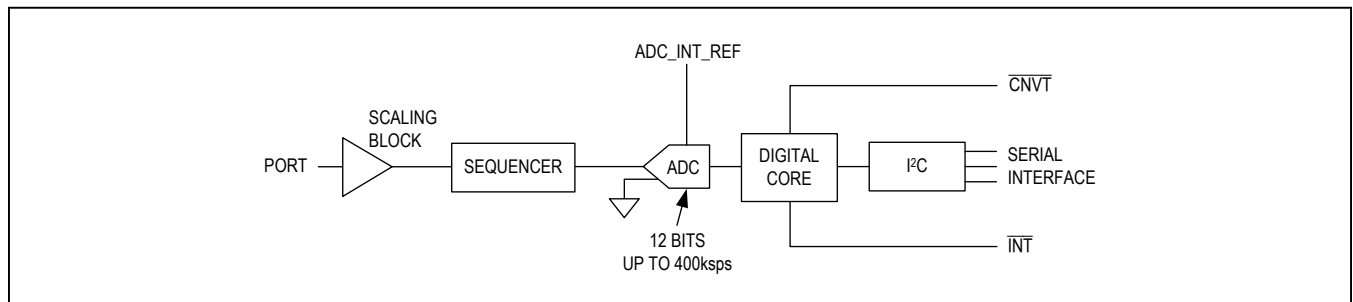 ADC_INT_REF
CNVT
SCALING
BLOCK
PORT
SEQUENCER
ADC
DIGITAL
CORE
I²C
SERIAL
INTERFACE
12 BITS
UP TO 400ksps
INT